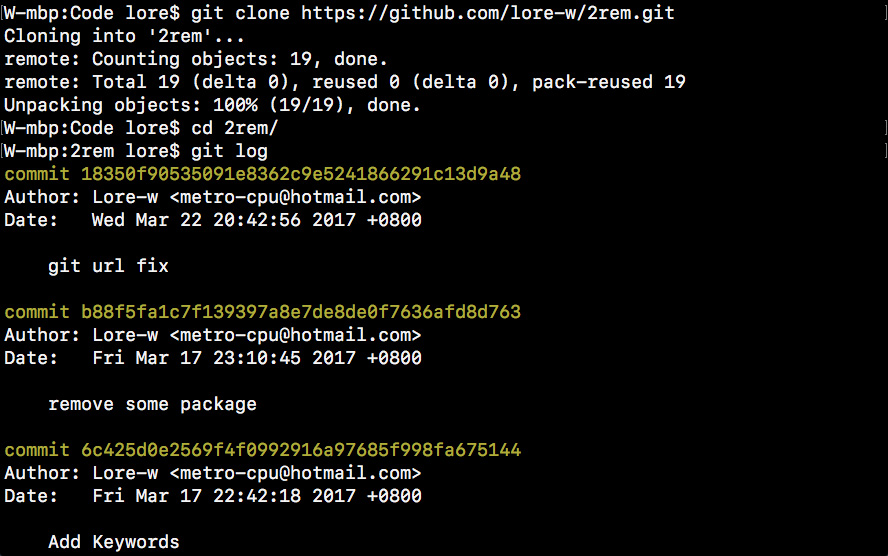 W-mbp:Code lore$ git clone https://github.com/lore-w/2rem.git
Cloning into '2rem'...
remote: Counting objects: 19, done.
remote: Total 19 (delta 0), reused 0 (delta 0), pack-reused 19
Unpacking objects: 100% (19/19), done.
W-mbp:Code lore$ cd 2rem/
W-mbp:2rem lore$ git log
commit 18350f90535091e8362c9e5241866291c13d9a48
Author: Lore-w <metro-cpu@hotmail.com>
Date:   Wed Mar 22 20:42:56 2017 +0800
    git url fix
commit b88f5fa1c7f139397a8e7de8de0f7636afd8d763
Author: Lore-w <metro-cpu@hotmail.com>
Date:   Fri Mar 17 23:10:45 2017 +0800
    remove some package
commit 6c425d0e2569f4f0992916a97685f998fa675144
Author: Lore-w <metro-cpu@hotmail.com>
Date:   Fri Mar 17 22:42:18 2017 +0800
    Add Keywords